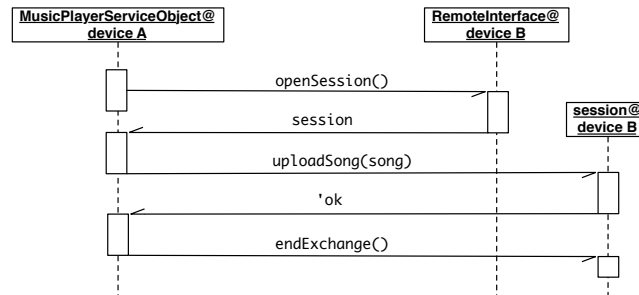 MusicPlayerServiceObject@
device A
RemoteInterface@
device B
openSession()
session
session@
device B
uploadSong(song)
'ok
endExchange()